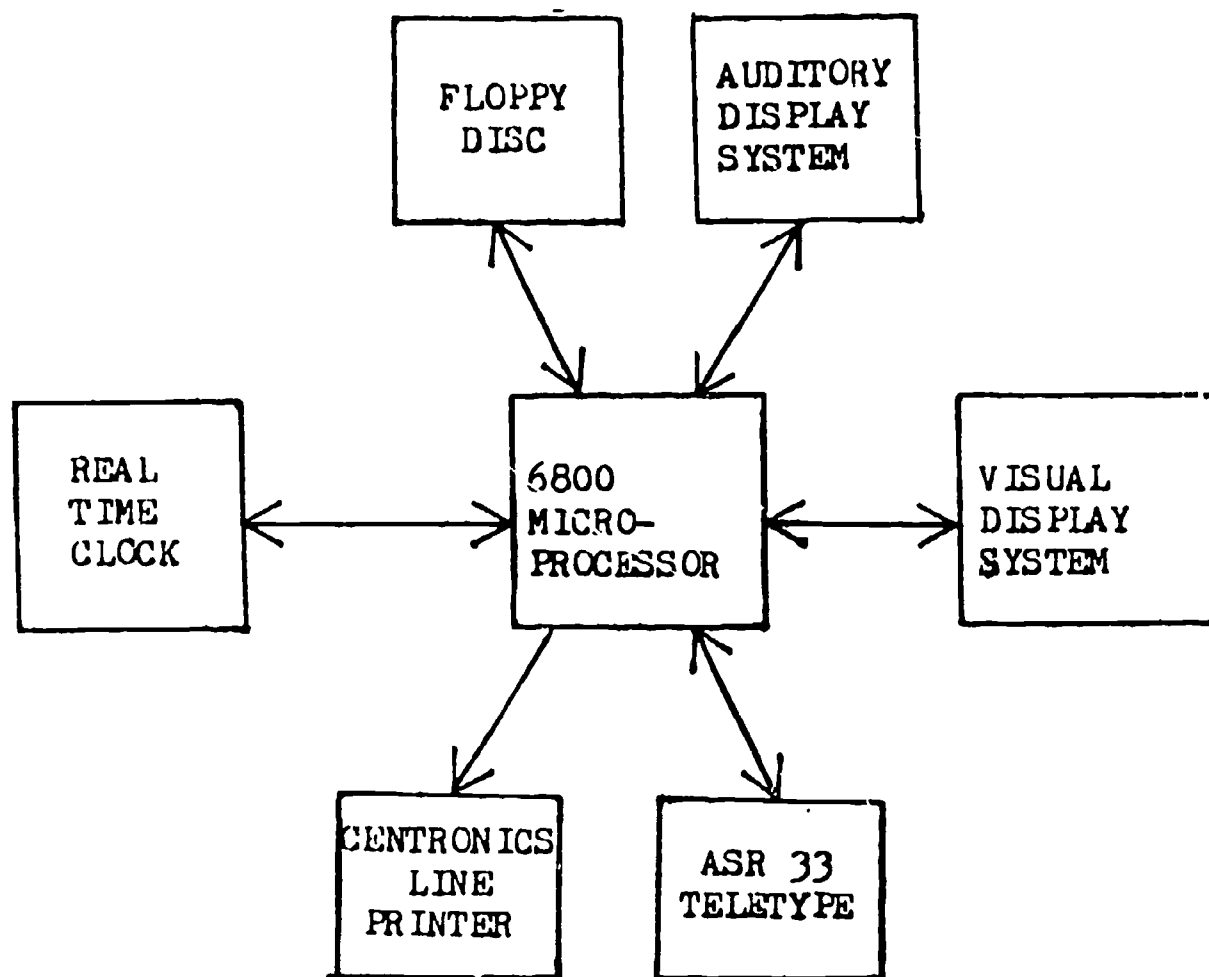 FLOPPY
DISC
AUDITORY
DISPLAY
SYSTEM
REAL
TIME
CLOCK
6800
MICRO-
PROCESSOR
VISUAL
DISPLAY
SYSTEM
CENTRONICS
LINE
PRINTER
ASR 33
TELETYPE